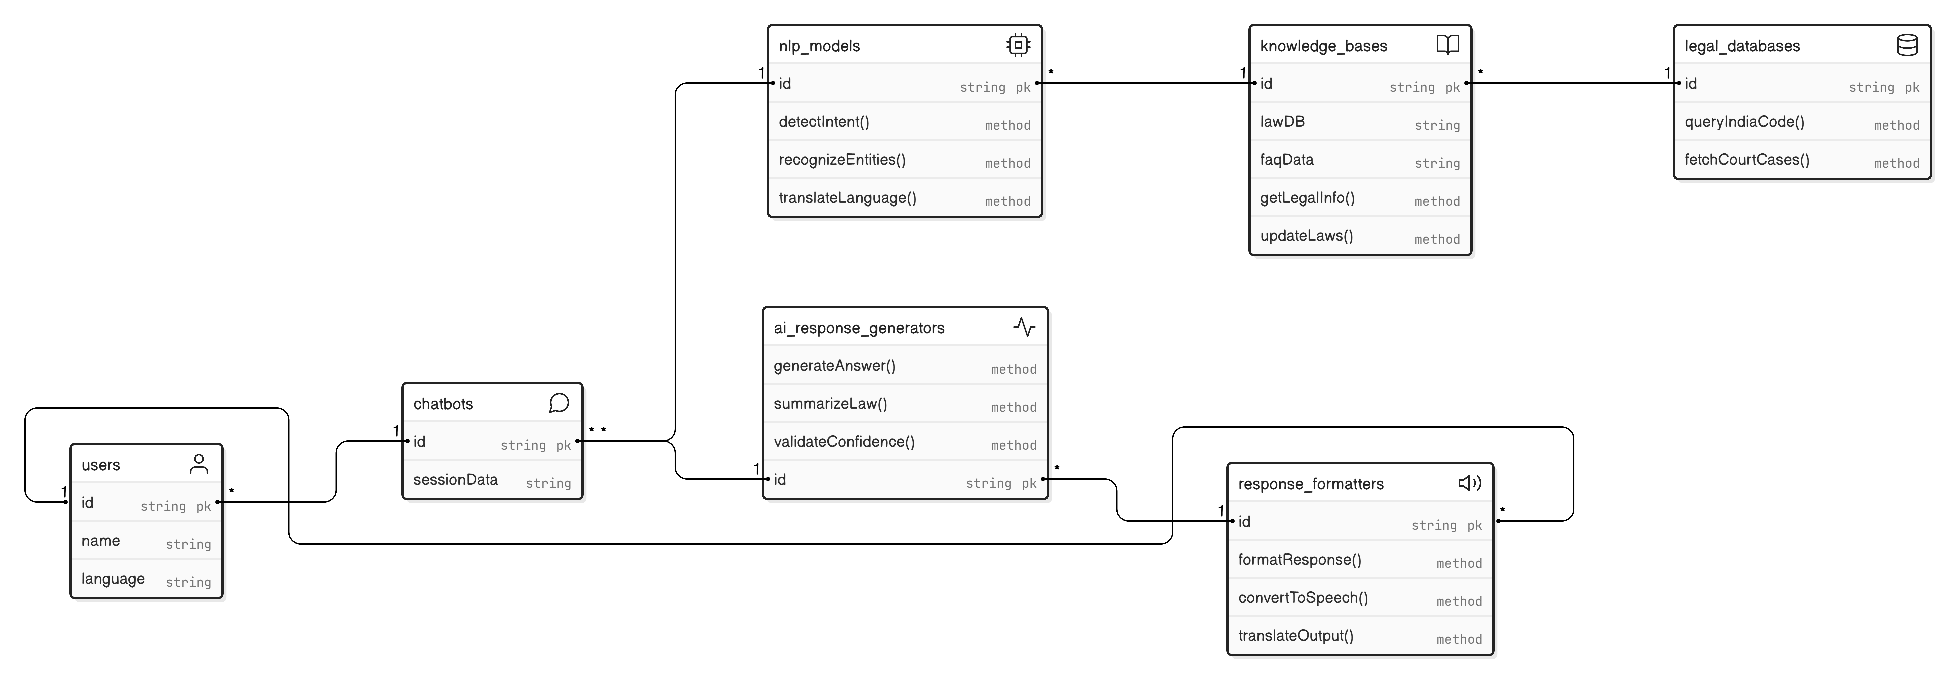 nlp_models
1 id string pk *
detectIntent() method
recognizeEntities() method
translateLanguage() method
knowledge_bases
1 id string pk *
lawDB string
faqData string
getLegalInfo() method
updateLaws() method
legal_databases
1 id string pk
queryIndiaCode() method
fetchCourtCases() method
ai_response_generators
generateAnswer() method
summarizeLaw() method
validateConfidence() method
1 id string pk *
chatbots
1 id string pk * *
sessionData string
users
1 id string pk *
name string
language string
response_formatters
1 id string pk *
formatResponse() method
convertToSpeech() method
translateOutput() method